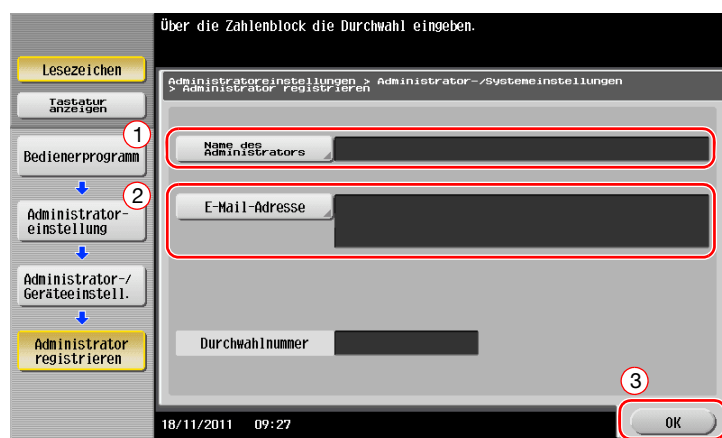 Über die Zahlenblock die Durchwahl eingeben.
Lesezeichen
Tastatur
anzeigen
Administratoreinstellungen > Administrator-/Systemeinstellungen
> Administrator registrieren
1
Bedienerprogramm
Name des
Administrators
2
Administrator-
einstellung
E-Mail-Adresse
Administrator-/
Geräteeinstell.
Administrator
registrieren
Durchwahlnummer
3
18/11/2011 09:27
OK